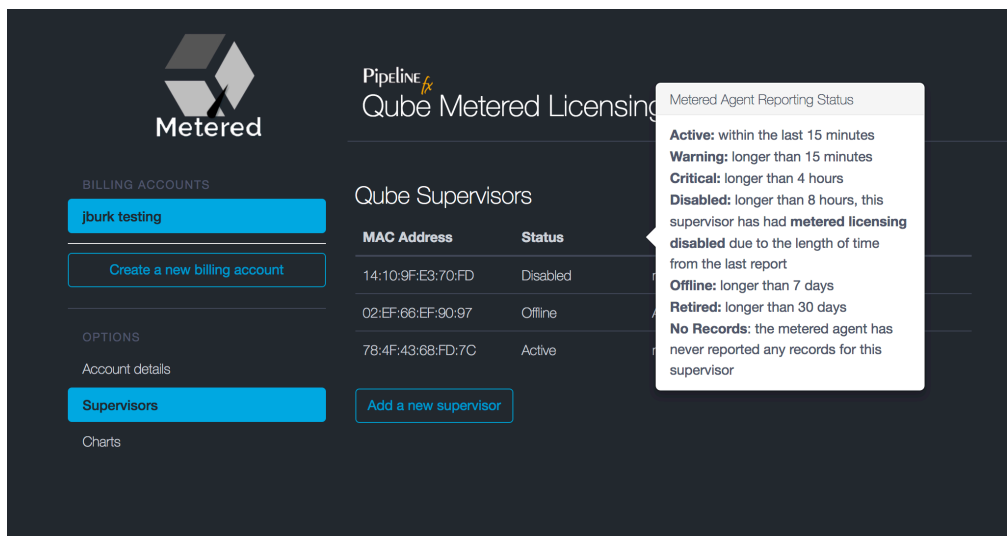 Metered
Pipeline fx
Qube Metered Licensing
BILLING ACCOUNTS
jburk testing
Create a new billing account
OPTIONS
Account details
Supervisors
Charts
Qube Supervisors
MAC Address Status
14:10:9F:E3:70:FD Disabled
02:EF:66:EF:90:97 Offline
78:4F:43:68:FD:7C Active
Add a new supervisor
Metered Agent Reporting Status
Active: within the last 15 minutes
Warning: longer than 15 minutes
Critical: longer than 4 hours
Disabled: longer than 8 hours, this
supervisor has had metered licensing
disabled due to the length of time
from the last report
Offline: longer than 7 days
Retired: longer than 30 days
No Records: the metered agent has
never reported any records for this
supervisor